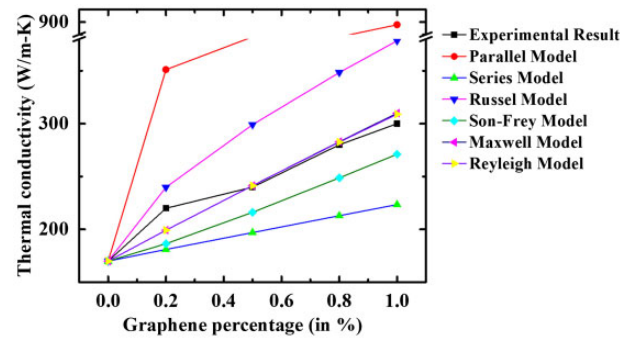 Thermal conductivity (W/m-K)
900
300
200
0.0 0.2 0.4 0.6 0.8 1.0
Graphene percentage (in %)
Experimental Result
Parallel Model
Series Model
Russel Model
Son-Frey Model
Maxwell Model
Reyleigh Model